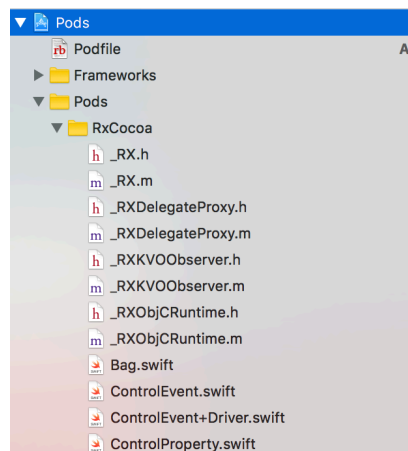 Pods
Podfile A
Frameworks
Pods
RxCocoa
_RX.h
_RX.m
_RXDelegateProxy.h
_RXDelegateProxy.m
_RXKVOObserver.h
_RXKVOObserver.m
_RXObjCRuntime.h
_RXObjCRuntime.m
Bag.swift
ControlEvent.swift
ControlEvent+Driver.swift
ControlProperty.swift